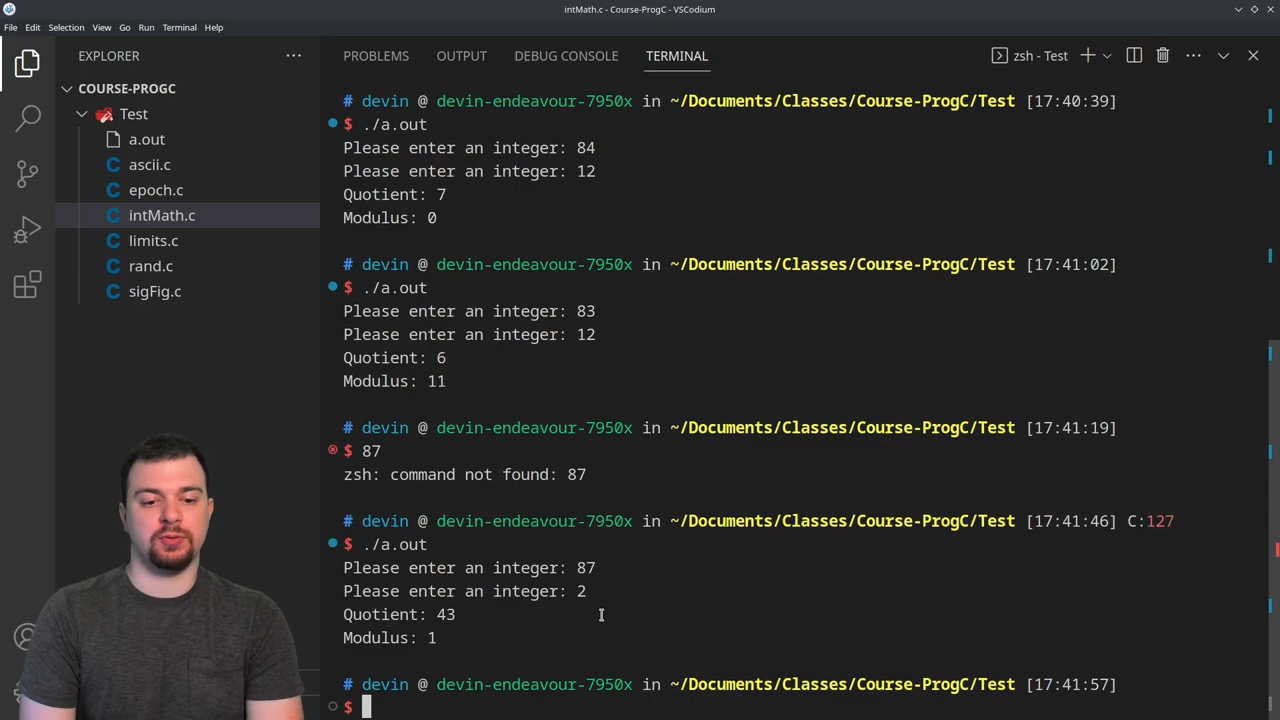 intMath.c - Course-ProgC - VSCodium
File Edit Selection View Go Run Terminal Help
EXPLORER
COURSE-PROGC
Test
a.out
C ascii.c
C epoch.c
C intMath.c
C limits.c
C rand.c
C sigFig.c
PROBLEMS OUTPUT DEBUG CONSOLE TERMINAL
zsh - Test
# devin @ devin-endeavour-7950x in ~/Documents/Classes/Course-ProgC/Test [17:40:39]
$ ./a.out
Please enter an integer: 84
Please enter an integer: 12
Quotient: 7
Modulus: 0
# devin @ devin-endeavour-7950x in ~/Documents/Classes/Course-ProgC/Test [17:41:02]
$ ./a.out
Please enter an integer: 83
Please enter an integer: 12
Quotient: 6
Modulus: 11
# devin @ devin-endeavour-7950x in ~/Documents/Classes/Course-ProgC/Test [17:41:19]
$ 87
zsh: command not found: 87
# devin @ devin-endeavour-7950x in ~/Documents/Classes/Course-ProgC/Test [17:41:46] C:127
$ ./a.out
Please enter an integer: 87
Please enter an integer: 2
Quotient: 43
Modulus: 1
# devin @ devin-endeavour-7950x in ~/Documents/Classes/Course-ProgC/Test [17:41:57]
$